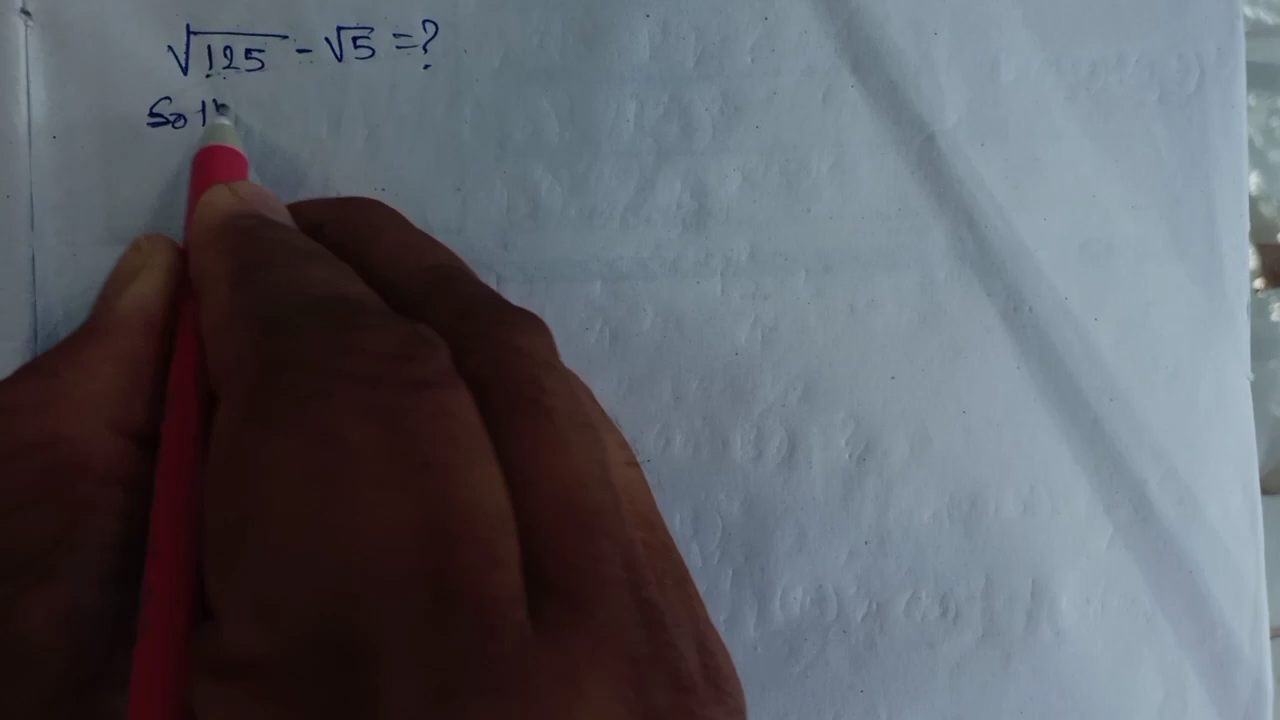 √125 - √5 = ?